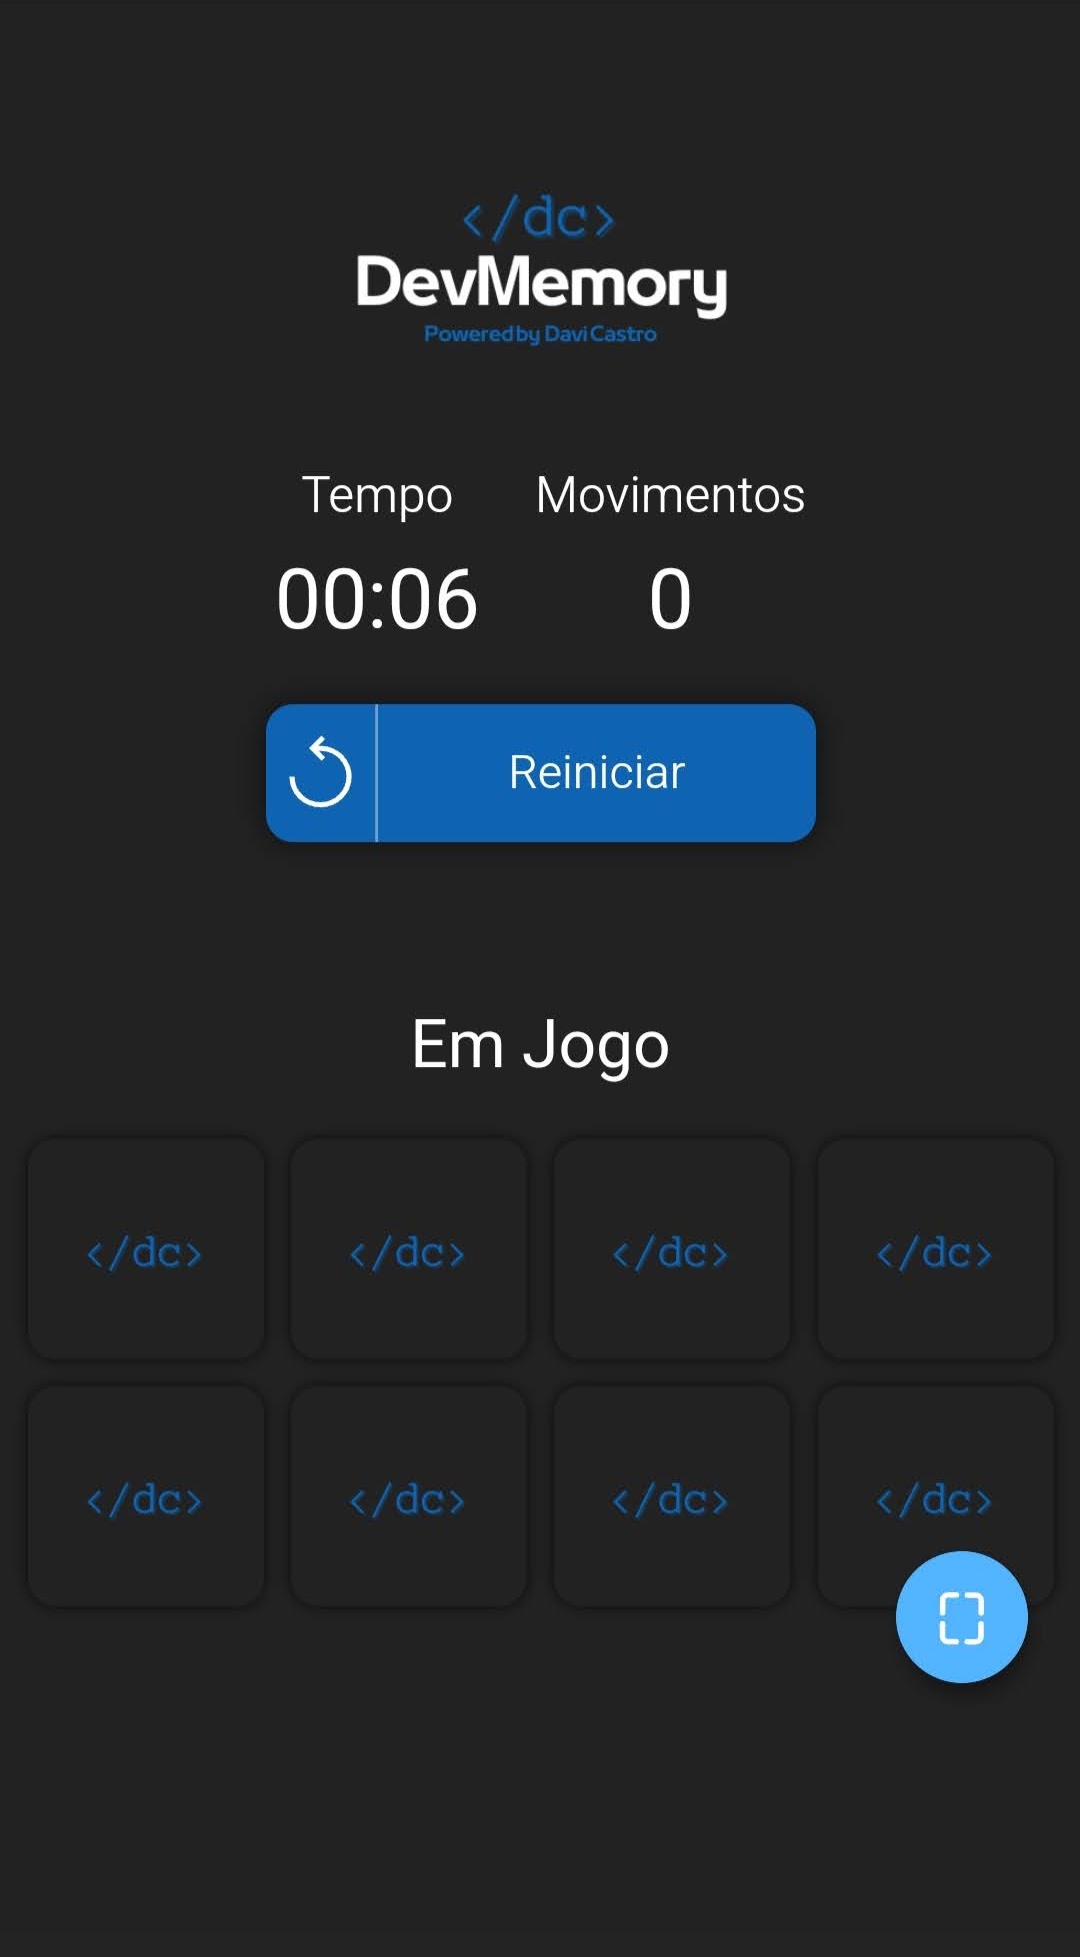 </dc>
DevMemory
Powered by Davi Castro
Tempo Movimentos
00:06 0
Reiniciar
Em Jogo
</dc> </dc> </dc> </dc>
</dc> </dc> </dc> </dc>